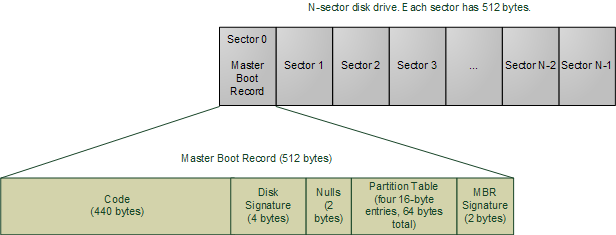 N-sector disk drive. Each sector has 512 bytes.
Sector 0
Master
Boot
Record
Sector 1
Sector 2
Sector 3
...
Sector N-2
Sector N-1
Master Boot Record (512 bytes)
Code
(440 bytes)
Disk
Signature
(4 bytes)
Nulls
(2
bytes)
Partition Table
(four 16-byte
entries, 64 bytes
total)
MBR
Signature
(2 bytes)